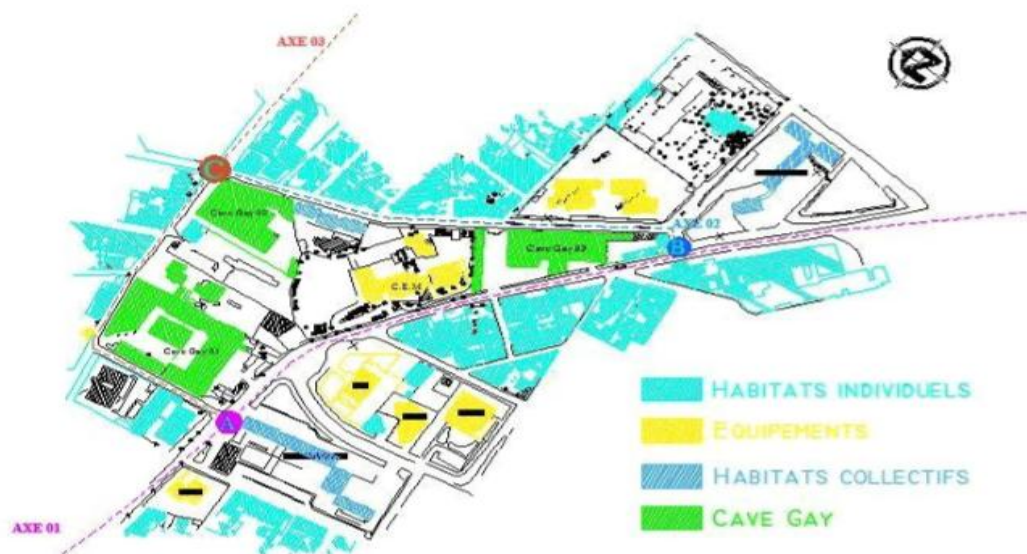 AXE 03
C
Cave Gay 02
AXE 02
B
Cave Gay 03
C.E.M
Cave Gay 01
A
AXE 01
HABITATS INDIVIDUELS
EQUIPEMENTS
HABITATS COLLECTIFS
CAVE GAY